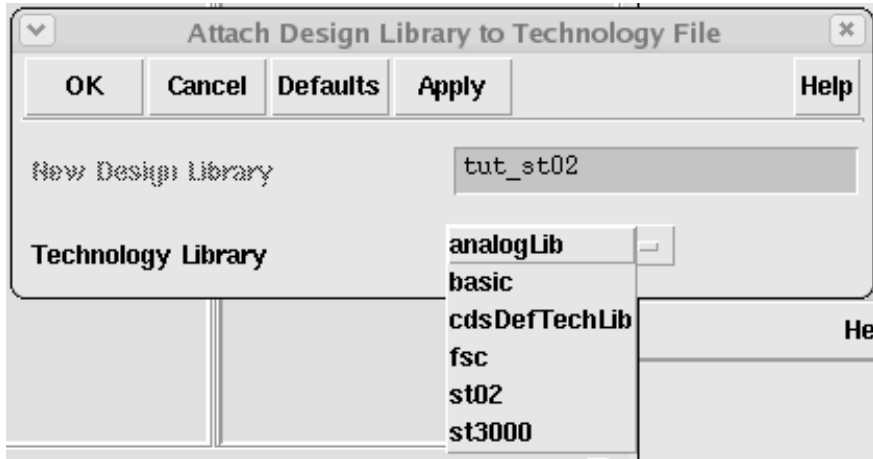 Attach Design Library to Technology File
OK Cancel Defaults Apply Help
New Design Library tut_st02
Technology Library analogLib
basic
cdsDefTechLib
He
fsc
st02
st3000